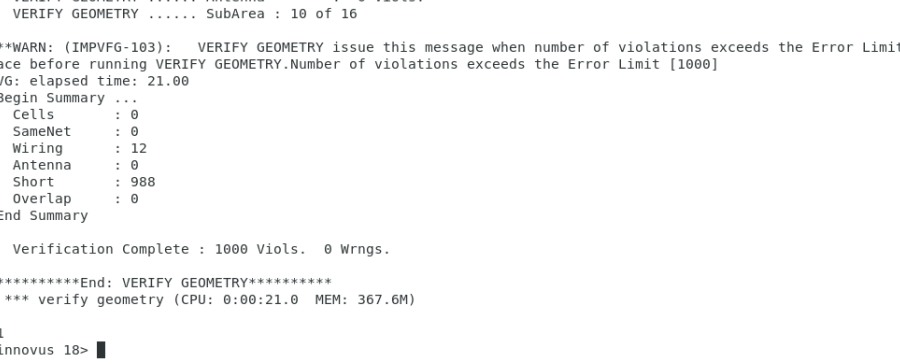 VERIFY GEOMETRY ...... SubArea : 10 of 16
**WARN: (IMPVFG-103):   VERIFY GEOMETRY issue this message when number of violations exceeds the Error Limit
ace before running VERIFY GEOMETRY.Number of violations exceeds the Error Limit [1000]
VG: elapsed time: 21.00
Begin Summary ...
  Cells       : 0
  SameNet     : 0
  Wiring      : 12
  Antenna     : 0
  Short       : 988
  Overlap     : 0
End Summary
  Verification Complete : 1000 Viols.  0 Wrngs.
**********End: VERIFY GEOMETRY**********
 *** verify geometry (CPU: 0:00:21.0  MEM: 367.6M)
1
innovus 18>